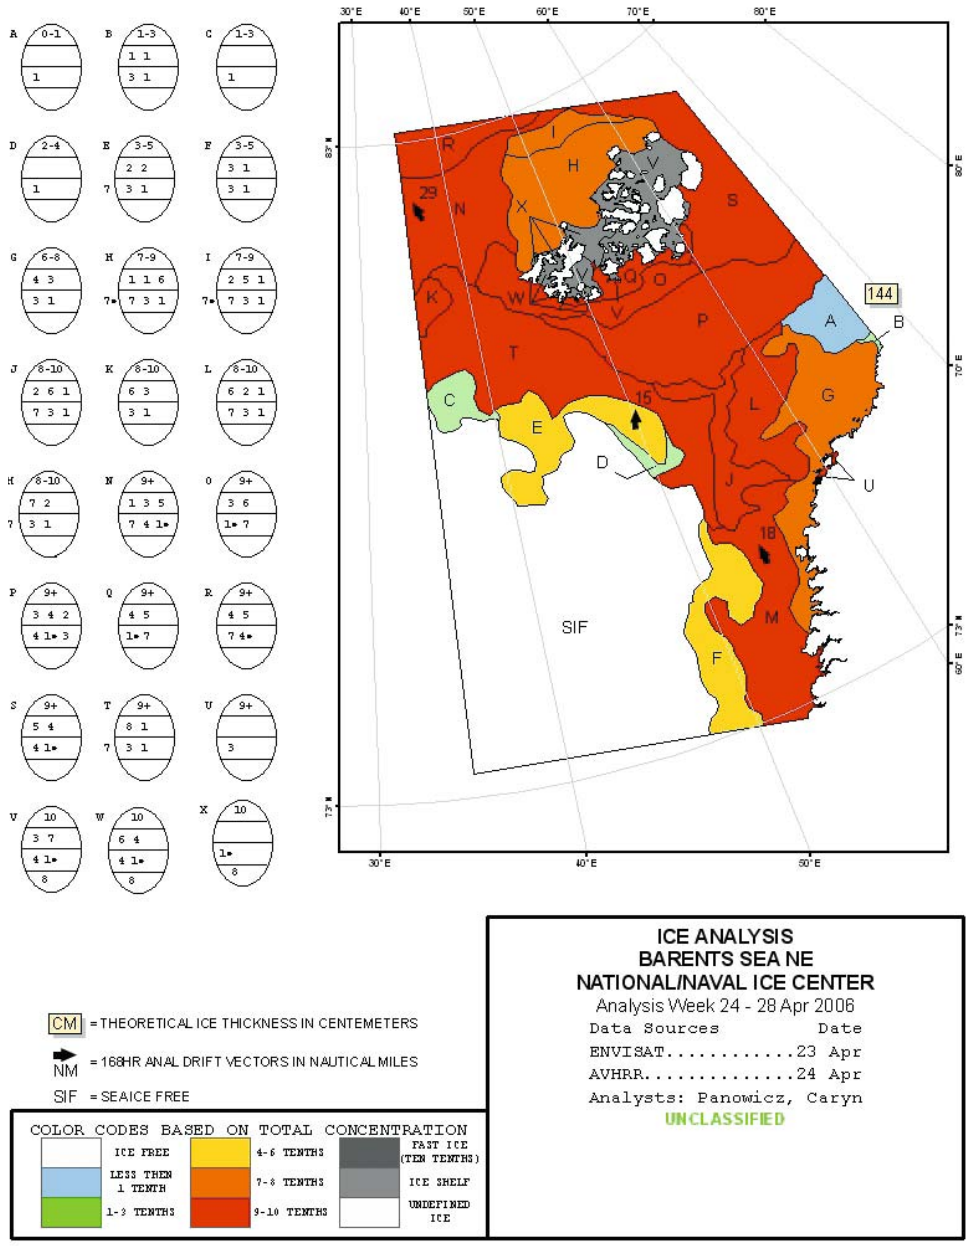 30°E 40°E 50°E 60°E 70°E 80°E
A 0-1
1
B 1-3
1 1
3 1
C 1-3
1
D 2-4
1
E 3-5
2 2
7 3 1
F 3-5
3 1
3 1
G 6-8
4 3
3 1
H 7-9
1 1 6
7• 7 3 1
I 7-9
2 5 1
7• 7 3 1
J 8-10
2 6 1
7 3 1
K 8-10
6 3
3 1
L 8-10
6 2 1
7 3 1
8-10
7 2
7 3 1
N 9+
1 3 5
7 4 1•
O 9+
3 6
1• 7
P 9+
3 4 2
4 1• 3
Q 9+
4 5
1• 7
R 9+
4 5
7 4•
S 9+
5 4
4 1•
T 9+
8 1
7 3 1
U 9+
3
V 10
3 7
4 1•
8
W 10
6 4
4 1•
8
X 10
1•
8
83°N
80°E
R I
H V
29 N X S
K W V Q O
V
P
144
A B
T
70°E
C E 15 L G
D J U
18
M
SIF
F
73°N
60°E
73°N
30°E 40°E 50°E
ICE ANALYSIS
BARENTS SEA NE
NATIONAL/NAVAL ICE CENTER
Analysis Week 24 - 28 Apr 2006
Data Sources Date
ENVISAT............23 Apr
AVHRR..............24 Apr
Analysts: Panowicz, Caryn
UNCLASSIFIED
CM = THEORETICAL ICE THICKNESS IN CENTEMETERS
NM = 168HR ANAL DRIFT VECTORS IN NAUTICAL MILES
SIF = SEA ICE FREE
COLOR CODES BASED ON TOTAL CONCENTRATION
ICE FREE
LESS THEN
1 TENTH
1-3 TENTHS
4-6 TENTHS
7-8 TENTHS
9-10 TENTHS
FAST ICE
(TEN TENTHS)
ICE SHELF
UNDEFINED
ICE